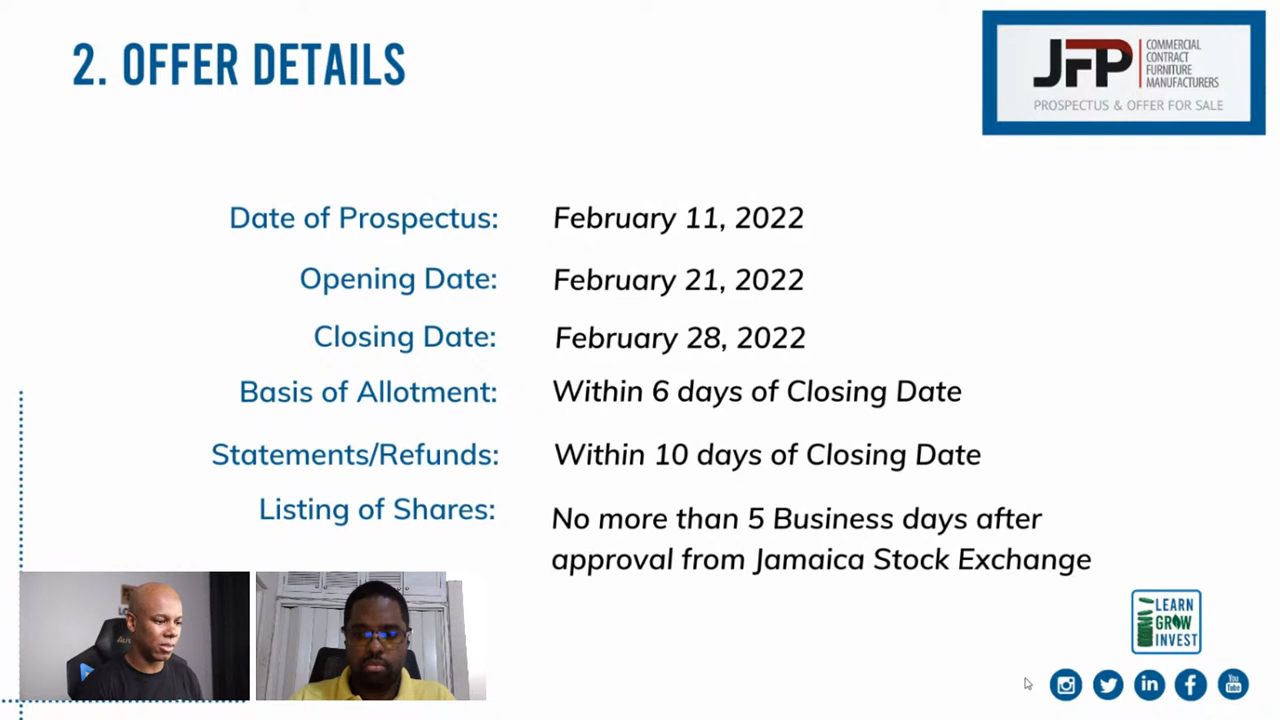 2. OFFER DETAILS
JFP
COMMERCIAL
CONTRACT
FURNITURE
MANUFACTURERS
PROSPECTUS & OFFER FOR SALE
Date of Prospectus: February 11, 2022
Opening Date: February 21, 2022
Closing Date: February 28, 2022
Basis of Allotment: Within 6 days of Closing Date
Statements/Refunds: Within 10 days of Closing Date
Listing of Shares: No more than 5 Business days after
approval from Jamaica Stock Exchange
LEARN
GROW
INVEST
in
f
You
Tube